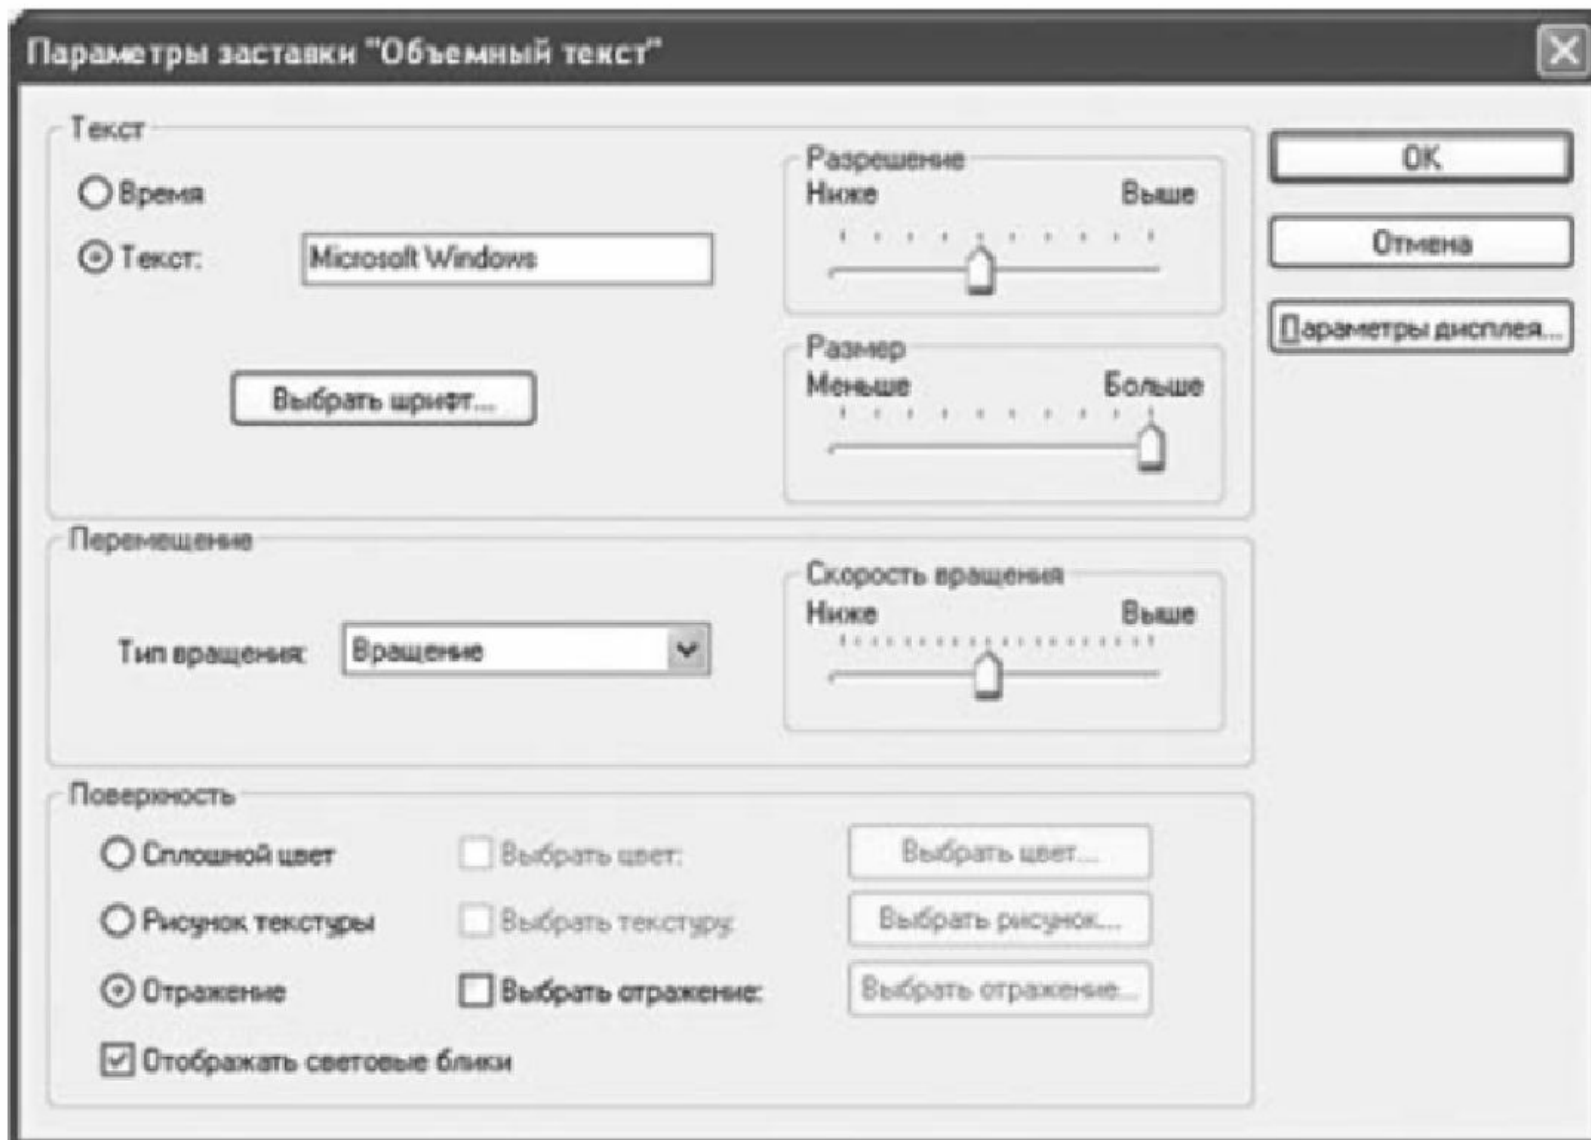 Параметры заставки "Объемный текст"
Текст
Время
Текст: Microsoft Windows
Выбрать шрифт...
Разрешение
Ниже Выше
Размер
Меньше Больше
OK
Отмена
Параметры дисплея...
Перемещение
Тип вращения: Вращение
Скорость вращения
Ниже Выше
Поверхность
Сплошной цвет Выбрать цвет: Выбрать цвет...
Рисунок текстуры Выбрать текстуру: Выбрать рисунок...
Отражение Выбрать отражение: Выбрать отражение...
Отображать световые блики